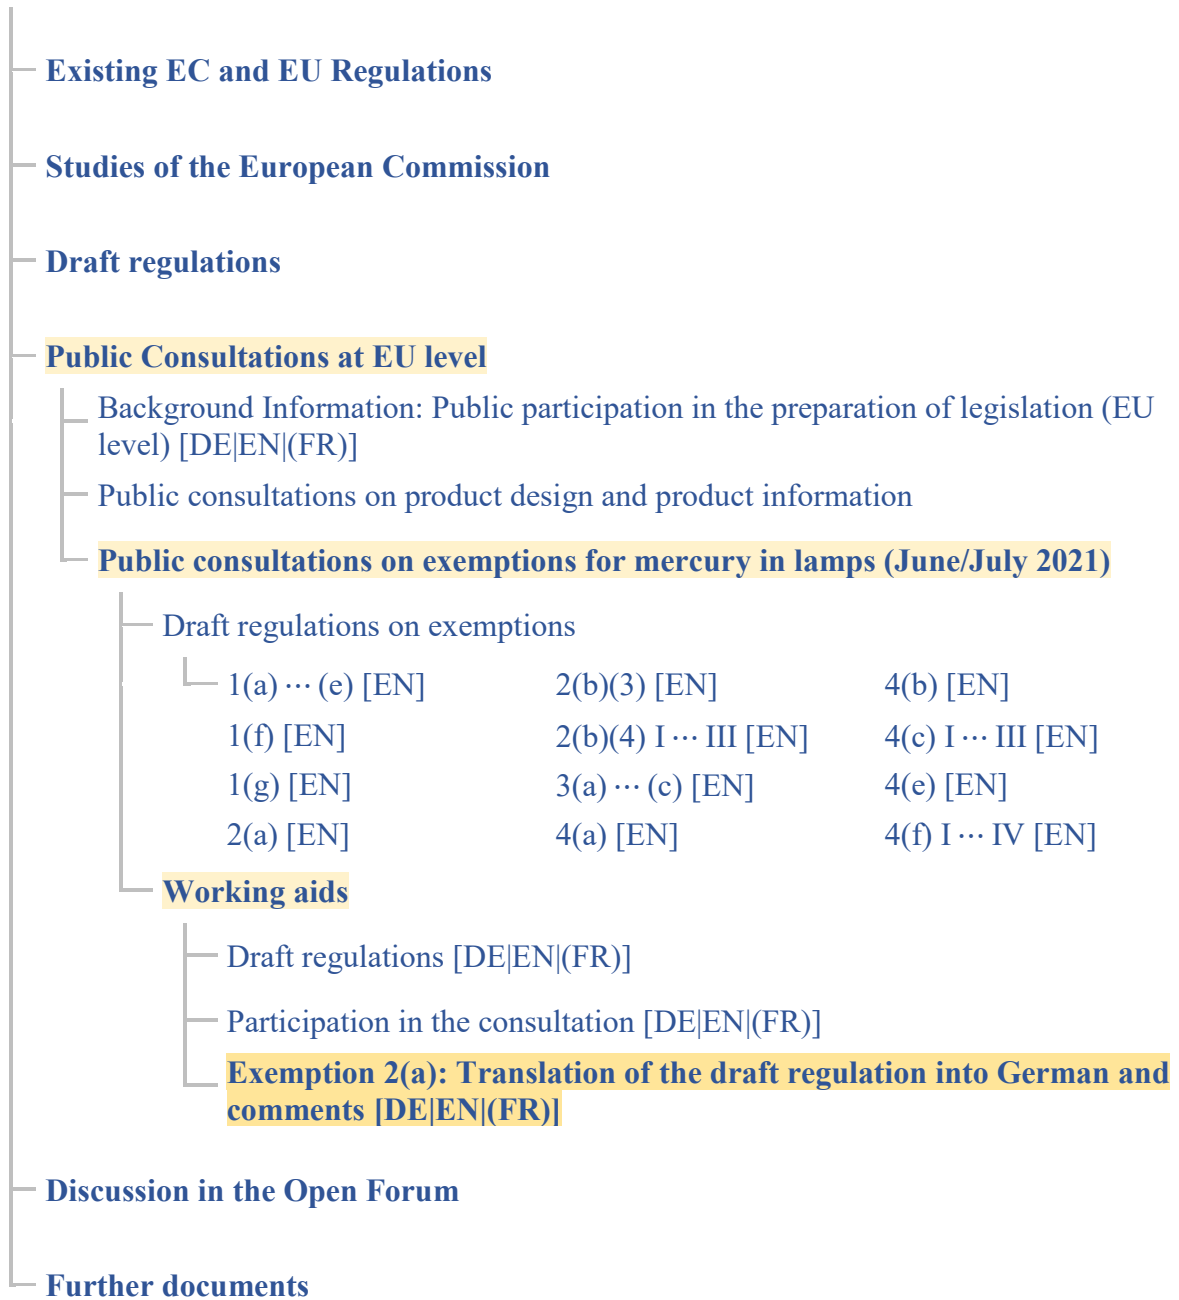 Existing EC and EU Regulations
Studies of the European Commission
Draft regulations
Public Consultations at EU level
Background Information: Public participation in the preparation of legislation (EU
level) [DE|EN|(FR)]
Public consultations on product design and product information
Public consultations on exemptions for mercury in lamps (June/July 2021)
Draft regulations on exemptions
1(a) ··· (e) [EN] 2(b)(3) [EN] 4(b) [EN]
1(f) [EN] 2(b)(4) I ··· III [EN] 4(c) I ··· III [EN]
1(g) [EN] 3(a) ··· (c) [EN] 4(e) [EN]
2(a) [EN] 4(a) [EN] 4(f) I ··· IV [EN]
Working aids
Draft regulations [DE|EN|(FR)]
Participation in the consultation [DE|EN|(FR)]
Exemption 2(a): Translation of the draft regulation into German and
comments [DE|EN|(FR)]
Discussion in the Open Forum
Further documents